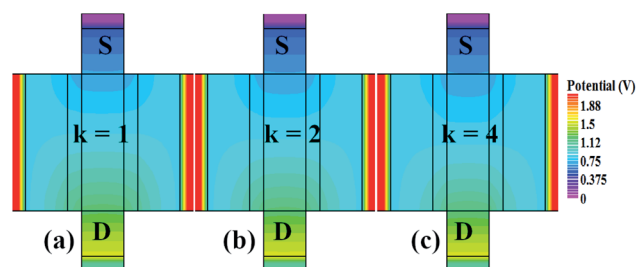 S
S
S
Potential (V)
1.88
1.5
1.12
0.75
0.375
0
k = 1
k = 2
k = 4
(a)
D
(b)
D
(c)
D